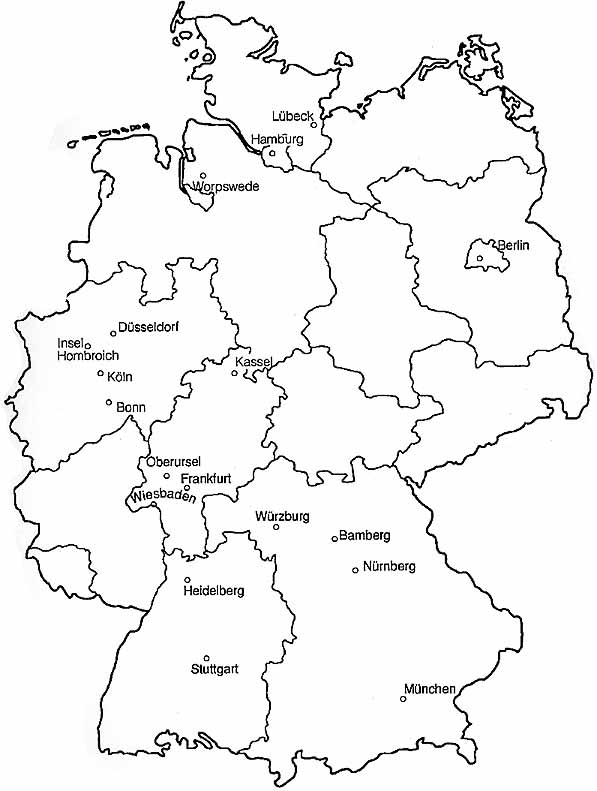 Lübeck
Hamburg
Worpswede
Berlin
Düsseldorf
Insel
Hombroich
Kassel
Köln
Bonn
Oberursel
Frankfurt
Wiesbaden
Würzburg
Bamberg
Nürnberg
Heidelberg
Stuttgart
München